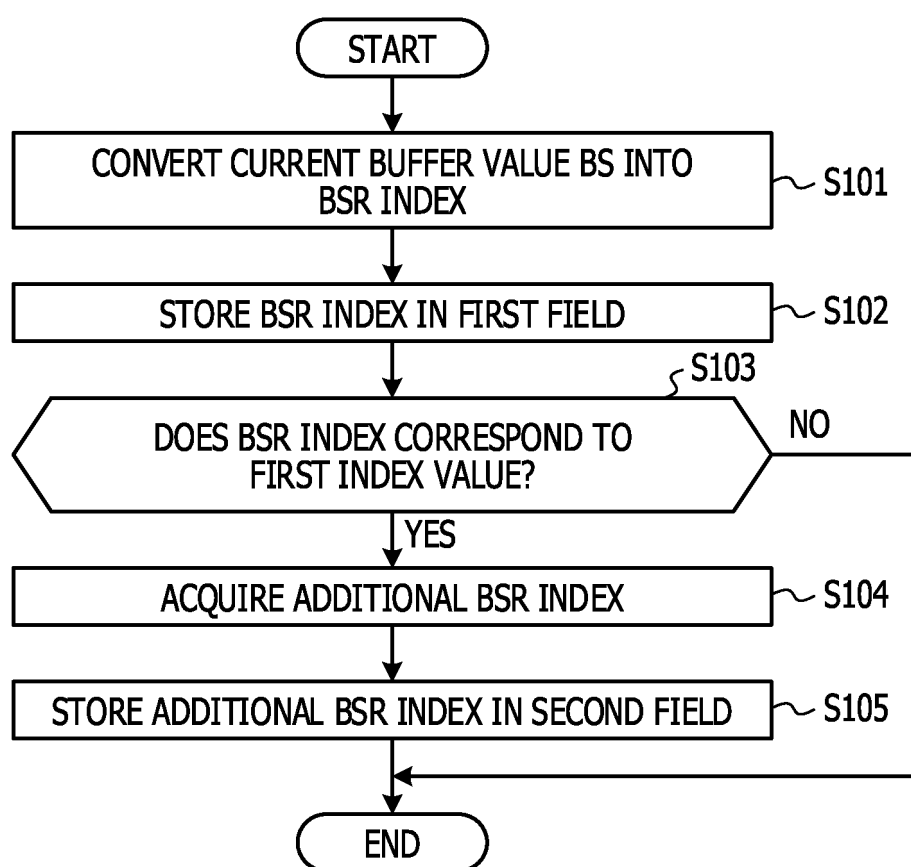 START
CONVERT CURRENT BUFFER VALUE BS INTO
BSR INDEX
S101
STORE BSR INDEX IN FIRST FIELD
S102
S103
DOES BSR INDEX CORRESPOND TO
FIRST INDEX VALUE?
NO
YES
ACQUIRE ADDITIONAL BSR INDEX
S104
STORE ADDITIONAL BSR INDEX IN SECOND FIELD
S105
END